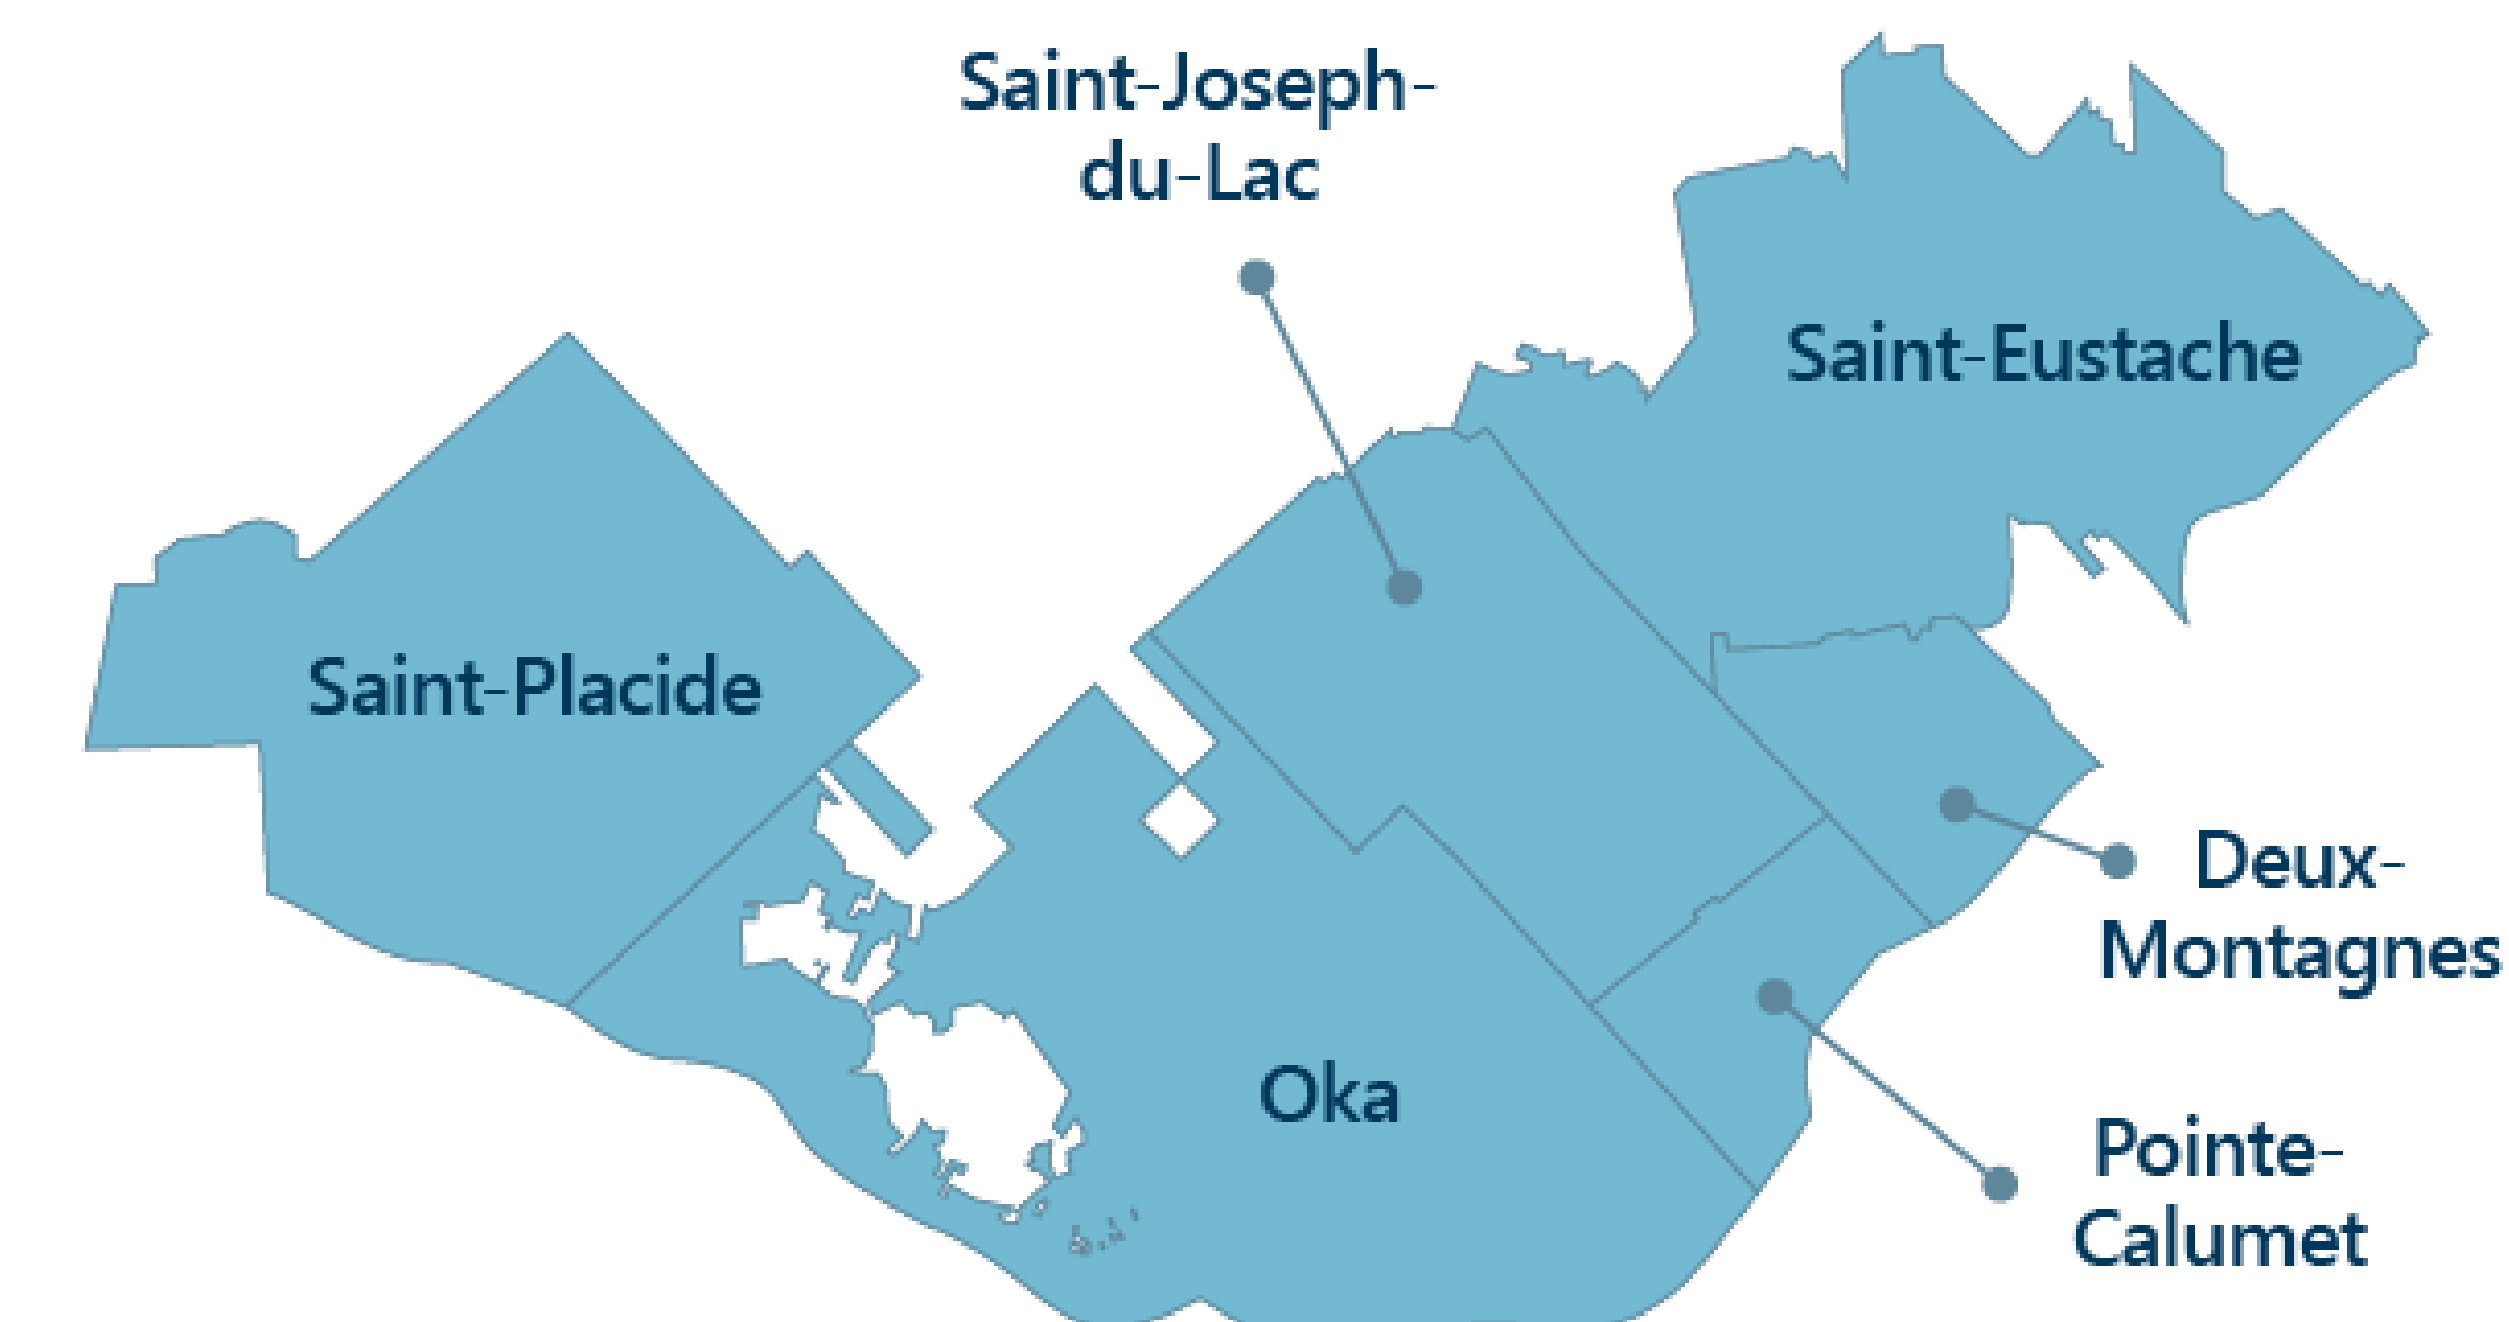 Saint-Joseph-
du-Lac
Saint-Eustache
Saint-Placide
Deux-
Montagnes
Oka
Pointe-
Calumet